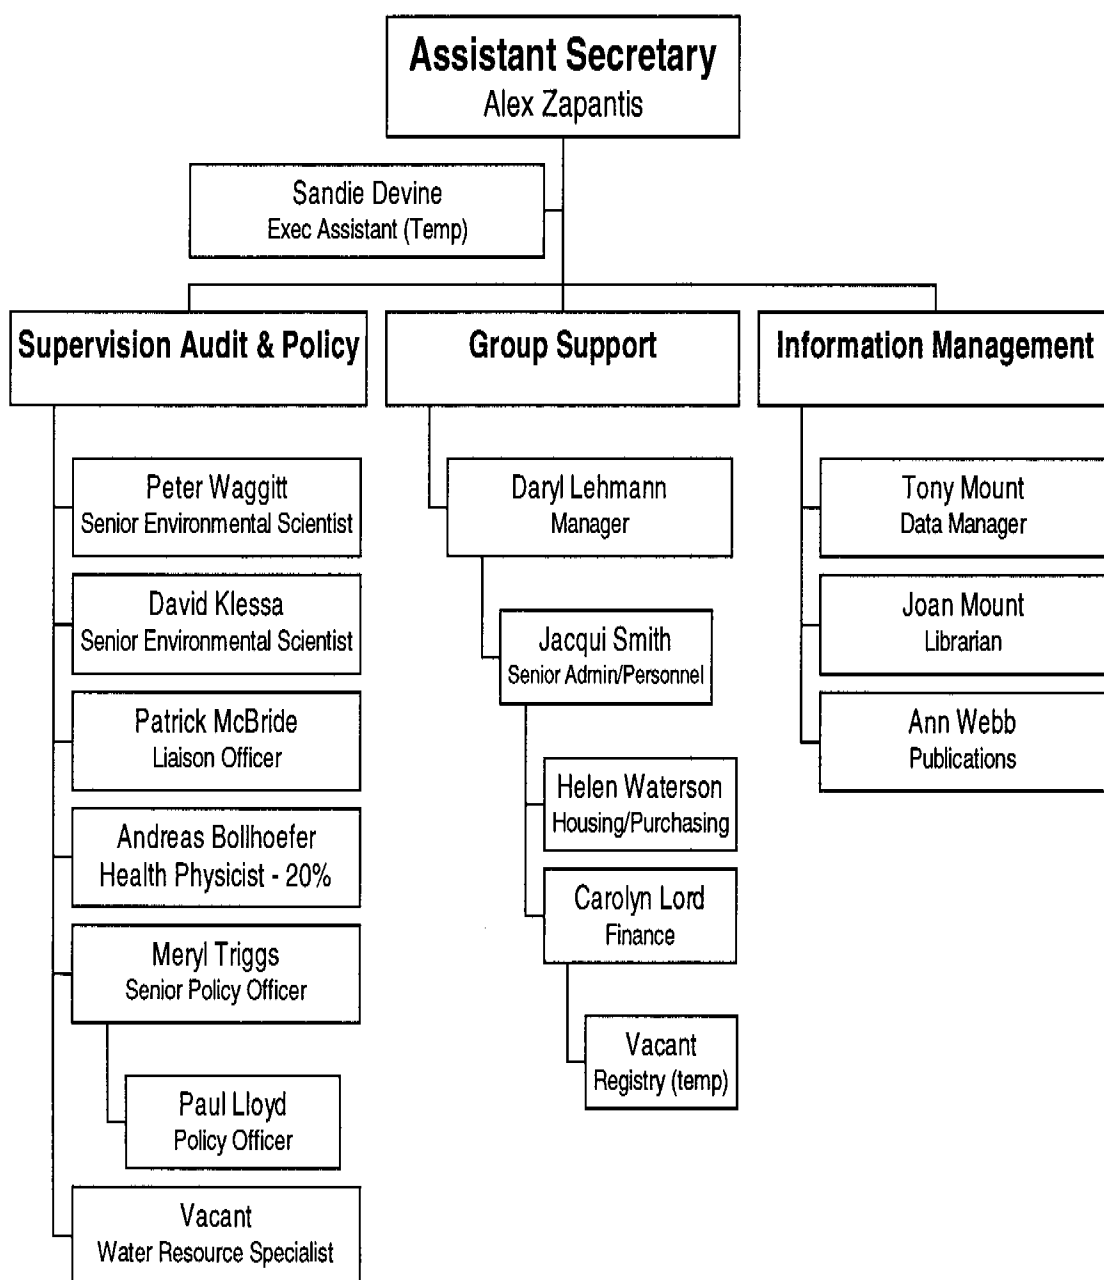 Assistant Secretary
Alex Zapantis
Sandie Devine
Exec Assistant (Temp)
Supervision Audit & Policy
Peter Waggitt
Senior Environmental Scientist
David Klessa
Senior Environmental Scientist
Patrick McBride
Liaison Officer
Andreas Bollhoefer
Health Physicist - 20%
Meryl Triggs
Senior Policy Officer
Paul Lloyd
Policy Officer
Vacant
Water Resource Specialist
Group Support
Daryl Lehmann
Manager
Jacqui Smith
Senior Admin/Personnel
Helen Waterson
Housing/Purchasing
Carolyn Lord
Finance
Vacant
Registry (temp)
Information Management
Tony Mount
Data Manager
Joan Mount
Librarian
Ann Webb
Publications